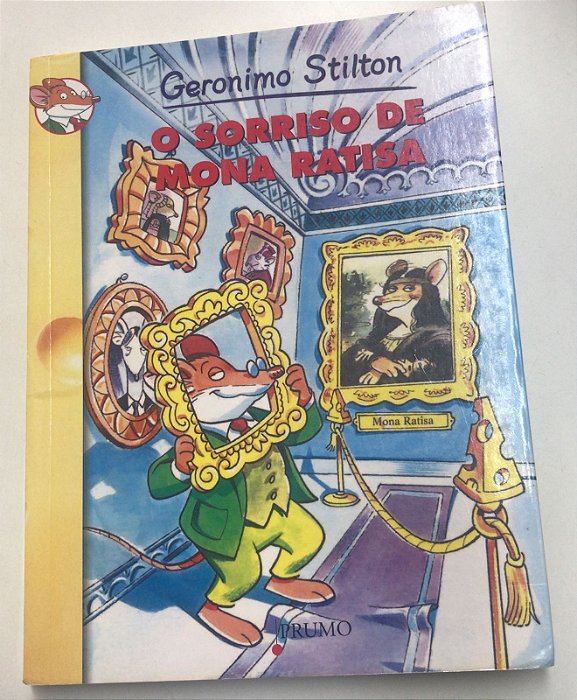 Geronimo Stilton
O SORRISO DE
MONA RATISA
Mona Ratisa
PRUMO